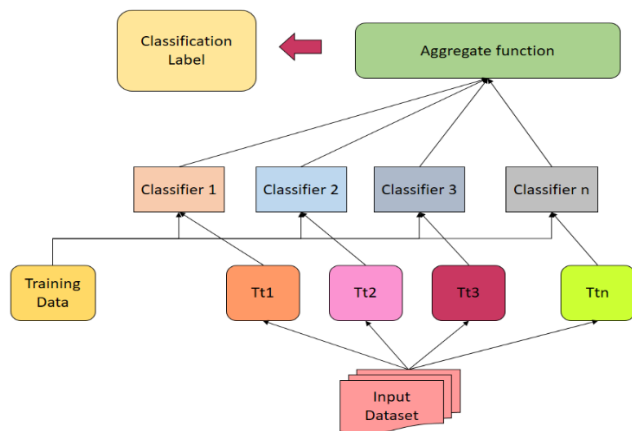 Classification
Label
Aggregate function
Classifier 1
Classifier 2
Classifier 3
Classifier n
Training
Data
Tt1
Tt2
Tt3
Ttn
Input
Dataset